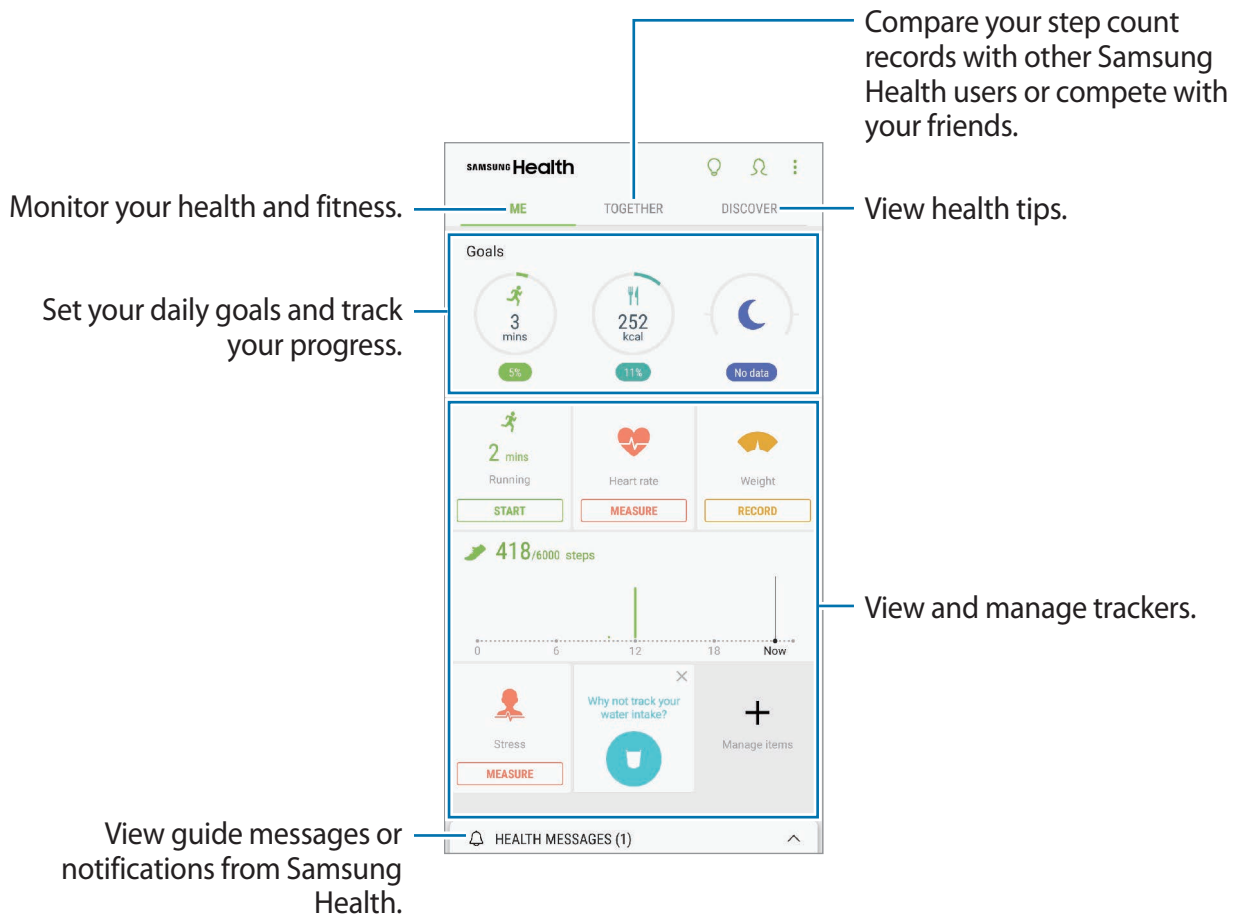 Compare your step count
records with other Samsung
Health users or compete with
your friends.
SAMSUNG Health
Monitor your health and fitness.
ME
TOGETHER
DISCOVER
View health tips.
Goals
Set your daily goals and track
your progress.
3
mins
252
kcal
5%
11%
No data
2 mins
Running
Heart rate
Weight
START
MEASURE
RECORD
418/6000 steps
View and manage trackers.
0 6 12 18 Now
Why not track your
water intake?
Stress
Manage items
MEASURE
View guide messages or
notifications from Samsung
Health.
HEALTH MESSAGES (1)